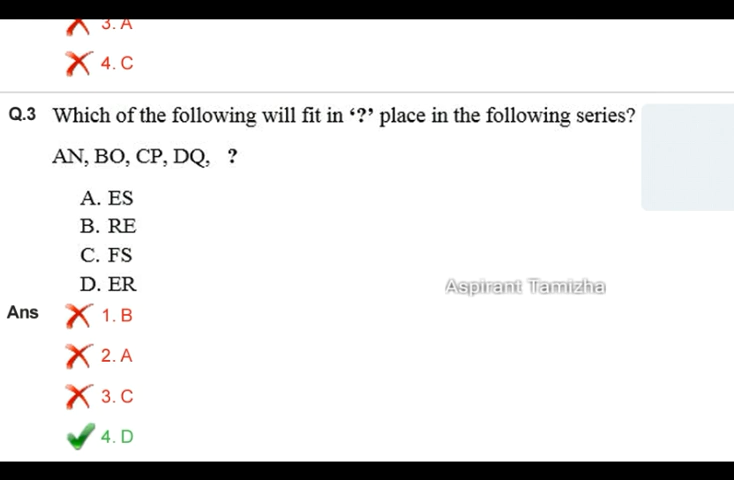 3. A
4. C
Q.3 Which of the following will fit in ‘?’ place in the following series?
AN, BO, CP, DQ, ?
A. ES
B. RE
C. FS
D. ER
Aspirant Tamizha
Ans 1. B
2. A
3. C
4. D